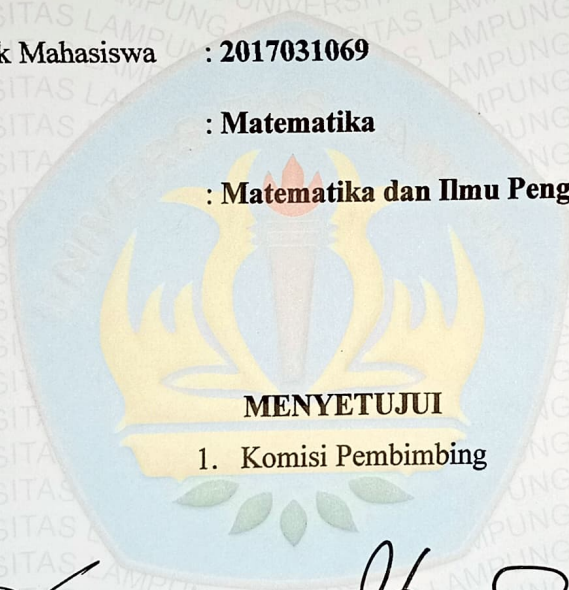 k Mahasiswa : 2017031069
: Matematika
: Matematika dan Ilmu Peng
MENYETUJUI
1. Komisi Pembimbing